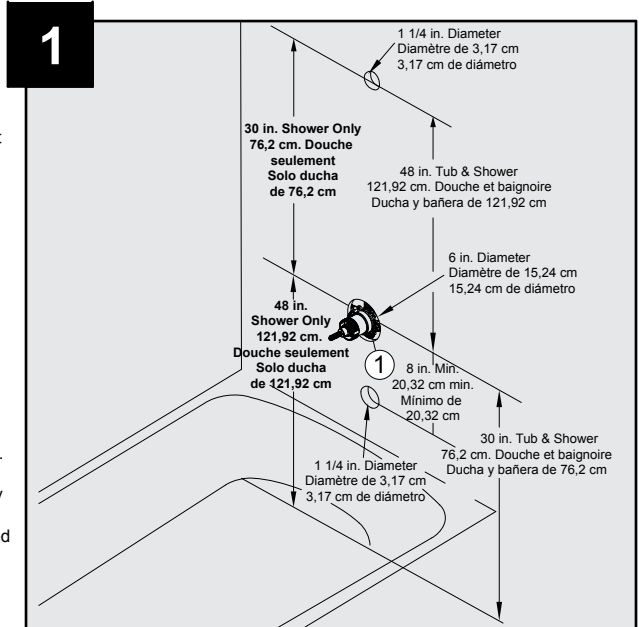 1
1 1/4 in. Diameter
Diamètre de 3,17 cm
3,17 cm de diámetro
30 in. Shower Only
76,2 cm. Douche
seulement
Solo ducha
de 76,2 cm
48 in. Tub & Shower
121,92 cm. Douche et baignoire
Ducha y bañera de 121,92 cm
6 in. Diameter
Diamètre de 15,24 cm
15,24 cm de diámetro
48 in.
Shower Only
121,92 cm.
Douche seulement
Solo ducha
de 121,92 cm
1
8 in. Min.
20,32 cm min.
Mínimo de
20,32 cm
30 in. Tub & Shower
76,2 cm. Douche et baignoire
Ducha y bañera de 76,2 cm
1 1/4 in. Diameter
Diamètre de 3,17 cm
3,17 cm de diámetro